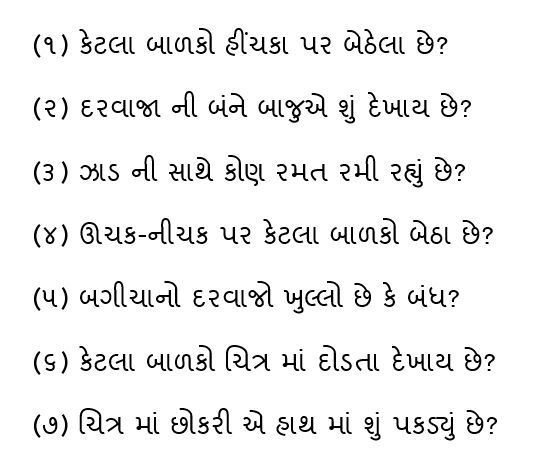 (૧) કેટલા બાળકો હીંચકા પર બેઠેલા છે?
(૨) દરવાજા ની બંને બાજુએ શું દેખાય છે?
(૩) ઝાડ ની સાથે કોણ રમત રમી રહ્યું છે?
(૪) ઊચક-નીચક પર કેટલા બાળકો બેઠા છે?
(૫) બગીચાનો દરવાજો ખુલ્લો છે કે બંધ?
(૬) કેટલા બાળકો ચિત્ર માં દોડતા દેખાય છે?
(૭) ચિત્ર માં છોકરી એ હાથ માં શું પકડ્યું છે?